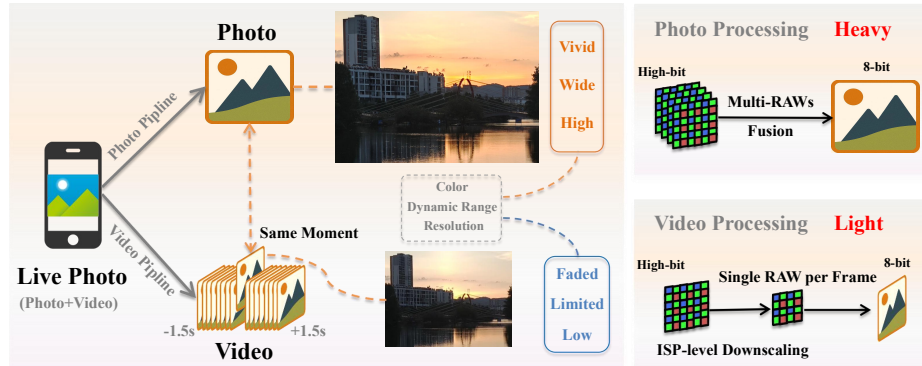 Photo
Photo Pipline
Live Photo
(Photo+Video)
Video Pipline
Same Moment
-1.5s
+1.5s
Video
Vivid
Wide
High
Color
Dynamic Range
Resolution
Faded
Limited
Low
Photo Processing Heavy
High-bit
8-bit
Multi-RAWs
Fusion
Video Processing Light
High-bit
8-bit
Single RAW per Frame
ISP-level Downscaling